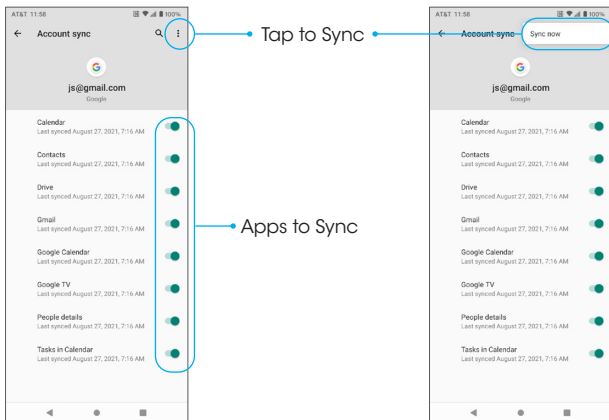 AT&T 11:58 100%
Account sync
G
js@gmail.com
Google
Calendar
Last synced August 27, 2021, 7:16 AM
Contacts
Last synced August 27, 2021, 7:16 AM
Drive
Last synced August 27, 2021, 7:16 AM
Gmail
Last synced August 27, 2021, 7:16 AM
Google Calendar
Last synced August 27, 2021, 7:16 AM
Google TV
Last synced August 27, 2021, 7:16 AM
People details
Last synced August 27, 2021, 7:16 AM
Tasks in Calendar
Last synced August 27, 2021, 7:16 AM
Tap to Sync
Apps to Sync
AT&T 11:58 100%
Account sync
Sync now
G
js@gmail.com
Google
Calendar
Last synced August 27, 2021, 7:16 AM
Contacts
Last synced August 27, 2021, 7:16 AM
Drive
Last synced August 27, 2021, 7:16 AM
Gmail
Last synced August 27, 2021, 7:16 AM
Google Calendar
Last synced August 27, 2021, 7:16 AM
Google TV
Last synced August 27, 2021, 7:16 AM
People details
Last synced August 27, 2021, 7:16 AM
Tasks in Calendar
Last synced August 27, 2021, 7:16 AM